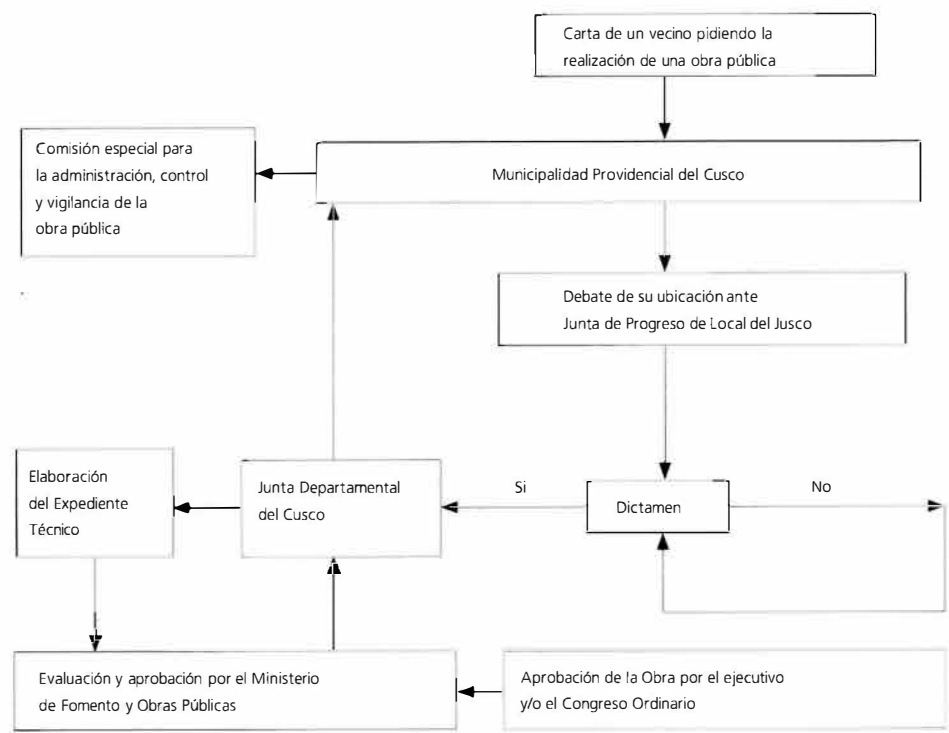 Carta de un vecino pidiendo la
realización de una obra pública
Comisión especial para
la administración, control
y vigilancia de la
obra pública
Municipalidad Providencial del Cusco
Debate de su ubicación ante
Junta de Progreso de Local del Jusco
Elaboración
del Expediente
Técnico
Junta Departamental
del Cusco
Si
Dictamen
No
Evaluación y aprobación por el Ministerio
de Fomento y Obras Públicas
Aprobación de la Obra por el ejecutivo
y/o el Congreso Ordinario